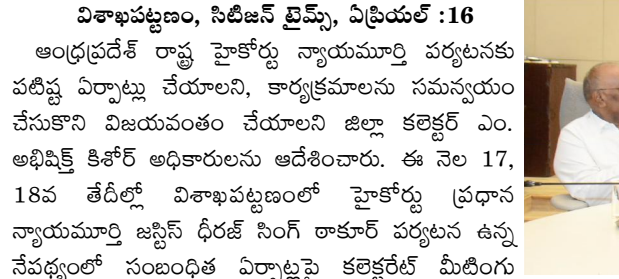 విశాఖపట్టణం, సిటిజన్ టైమ్స్, ఏప్రియల్ :16
ఆంధ్రప్రదేశ్ రాష్ట్ర హైకోర్టు న్యాయమూర్తి పర్యటనకు
పటిష్ట ఏర్పాట్లు చేయాలని, కార్యక్రమాలను సమన్వయం
చేసుకొని విజయవంతం చేయాలని జిల్లా కలెక్టర్ ఎం.
అభిషిక్త్ కిశోర్ అధికారులను ఆదేశించారు. ఈ నెల 17,
18వ తేదీల్లో విశాఖపట్టణంలో హైకోర్టు ప్రధాన
న్యాయమూర్తి జస్టిస్ ధీరజ్ సింగ్ ఠాకూర్ పర్యటన ఉన్న
నేపథ్యంలో సంబంధిత ఏర్పాట్లపై కలెక్టరేట్ మీటింగు